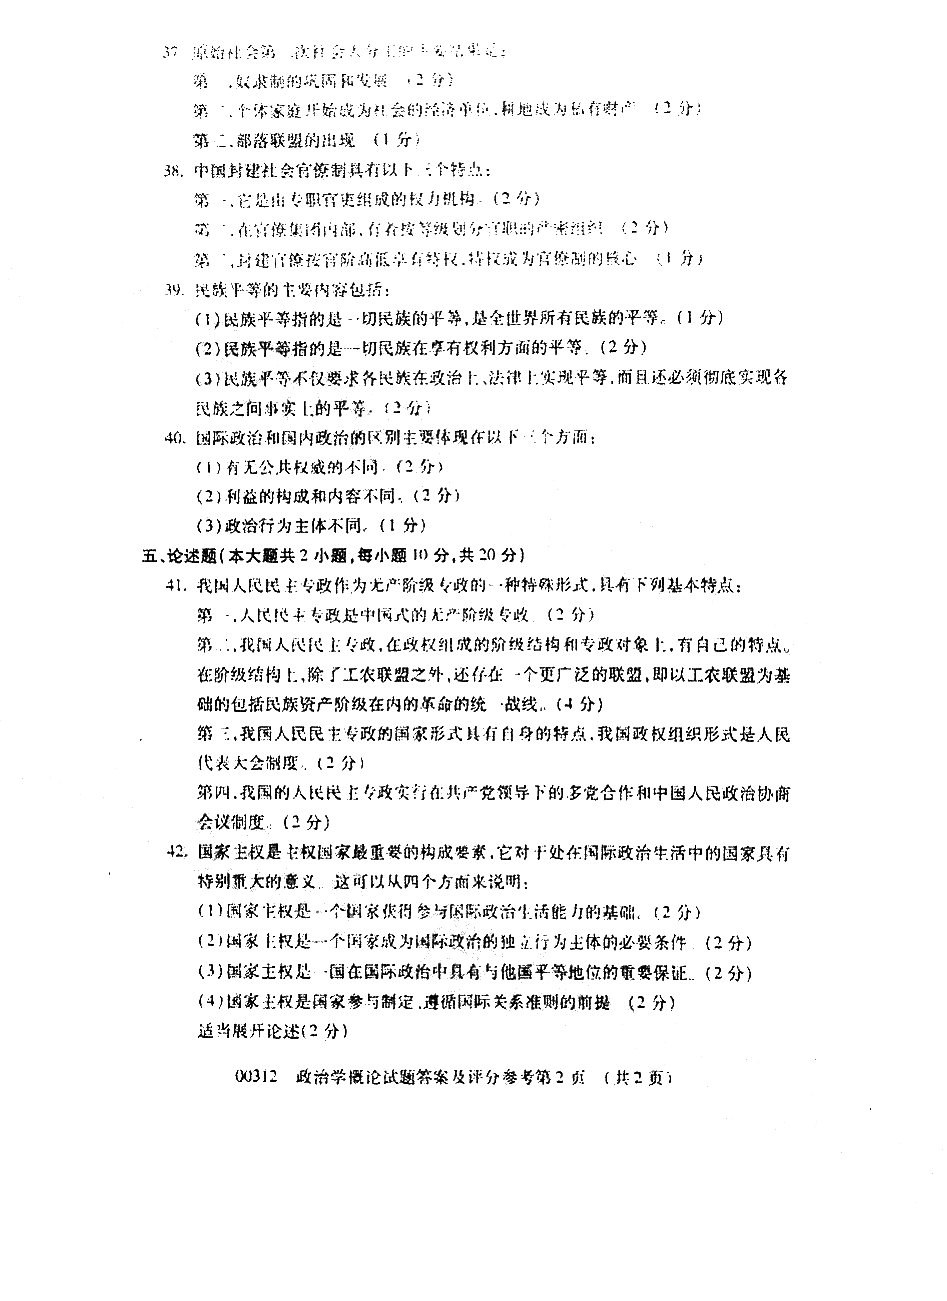 37. 原始社会第二次社会大分工的主要结果是:
第一,奴隶制的巩固和发展 (2分)
第二,个体家庭开始成为社会的经济单位,耕地成为私有财产 (2分)
第三,部落联盟的出现 (1分)
38. 中国封建社会官僚制具有以下三个特点:
第一,它是由专职官吏组成的权力机构。(2分)
第二,在官僚集团内部,有着按等级划分官职的严密组织 (2分)
第三,封建官僚按官阶高低享有特权,特权成为官僚制的核心 (1分)
39. 民族平等的主要内容包括:
(1)民族平等指的是一切民族的平等,是全世界所有民族的平等。(1分)
(2)民族平等指的是一切民族在享有权利方面的平等。(2分)
(3)民族平等不仅要求各民族在政治上、法律上实现平等,而且还必须彻底实现各
民族之间事实上的平等。(2分)
40. 国际政治和国内政治的区别主要体现在以下三个方面:
(1)有无公共权威的不同。(2分)
(2)利益的构成和内容不同。(2分)
(3)政治行为主体不同。(1分)
五、论述题(本大题共2小题,每小题10分,共20分)
41. 我国人民民主专政作为无产阶级专政的一种特殊形式,具有下列基本特点:
第一,人民民主专政是中国式的无产阶级专政 (2分)
第二,我国人民民主专政,在政权组成的阶级结构和专政对象上,有自己的特点。
在阶级结构上,除了工农联盟之外,还存在一个更广泛的联盟,即以工农联盟为基
础的包括民族资产阶级在内的革命的统一战线。(4分)
第三,我国人民民主专政的国家形式具有自身的特点,我国政权组织形式是人民
代表大会制度。(2分)
第四,我国的人民民主专政实行在共产党领导下的多党合作和中国人民政治协商
会议制度。(2分)
42. 国家主权是主权国家最重要的构成要素,它对于处在国际政治生活中的国家具有
特别重大的意义。这可以从四个方面来说明:
(1)国家主权是一个国家获得参与国际政治生活能力的基础。(2分)
(2)国家主权是一个国家成为国际政治的独立行为主体的必要条件 (2分)
(3)国家主权是一国在国际政治中具有与他国平等地位的重要保证。(2分)
(4)国家主权是国家参与制定,遵循国际关系准则的前提 (2分)
适当展开论述(2分)
00312 政治学概论试题答案及评分参考第2页 (共2页)